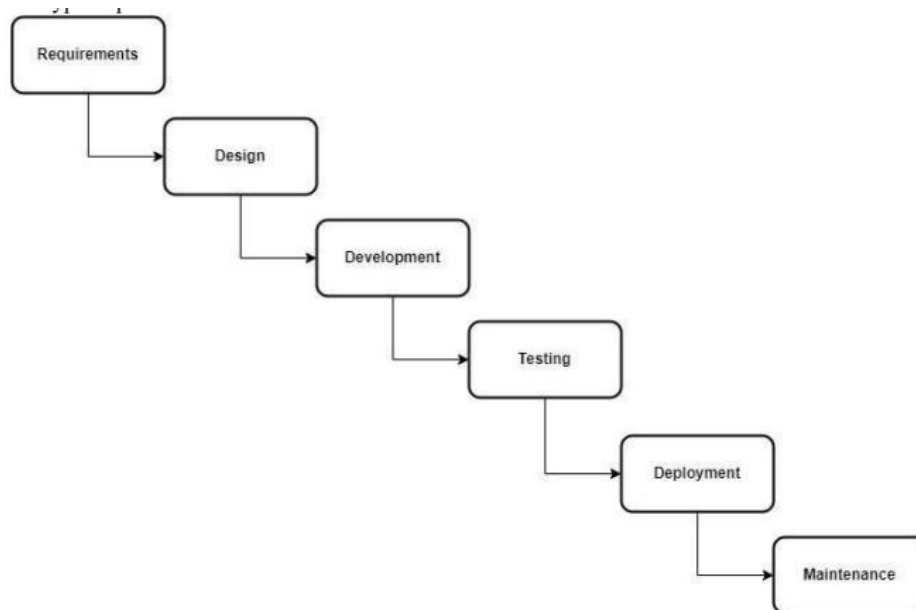 Requirements
Design
Development
Testing
Deployment
Maintenance